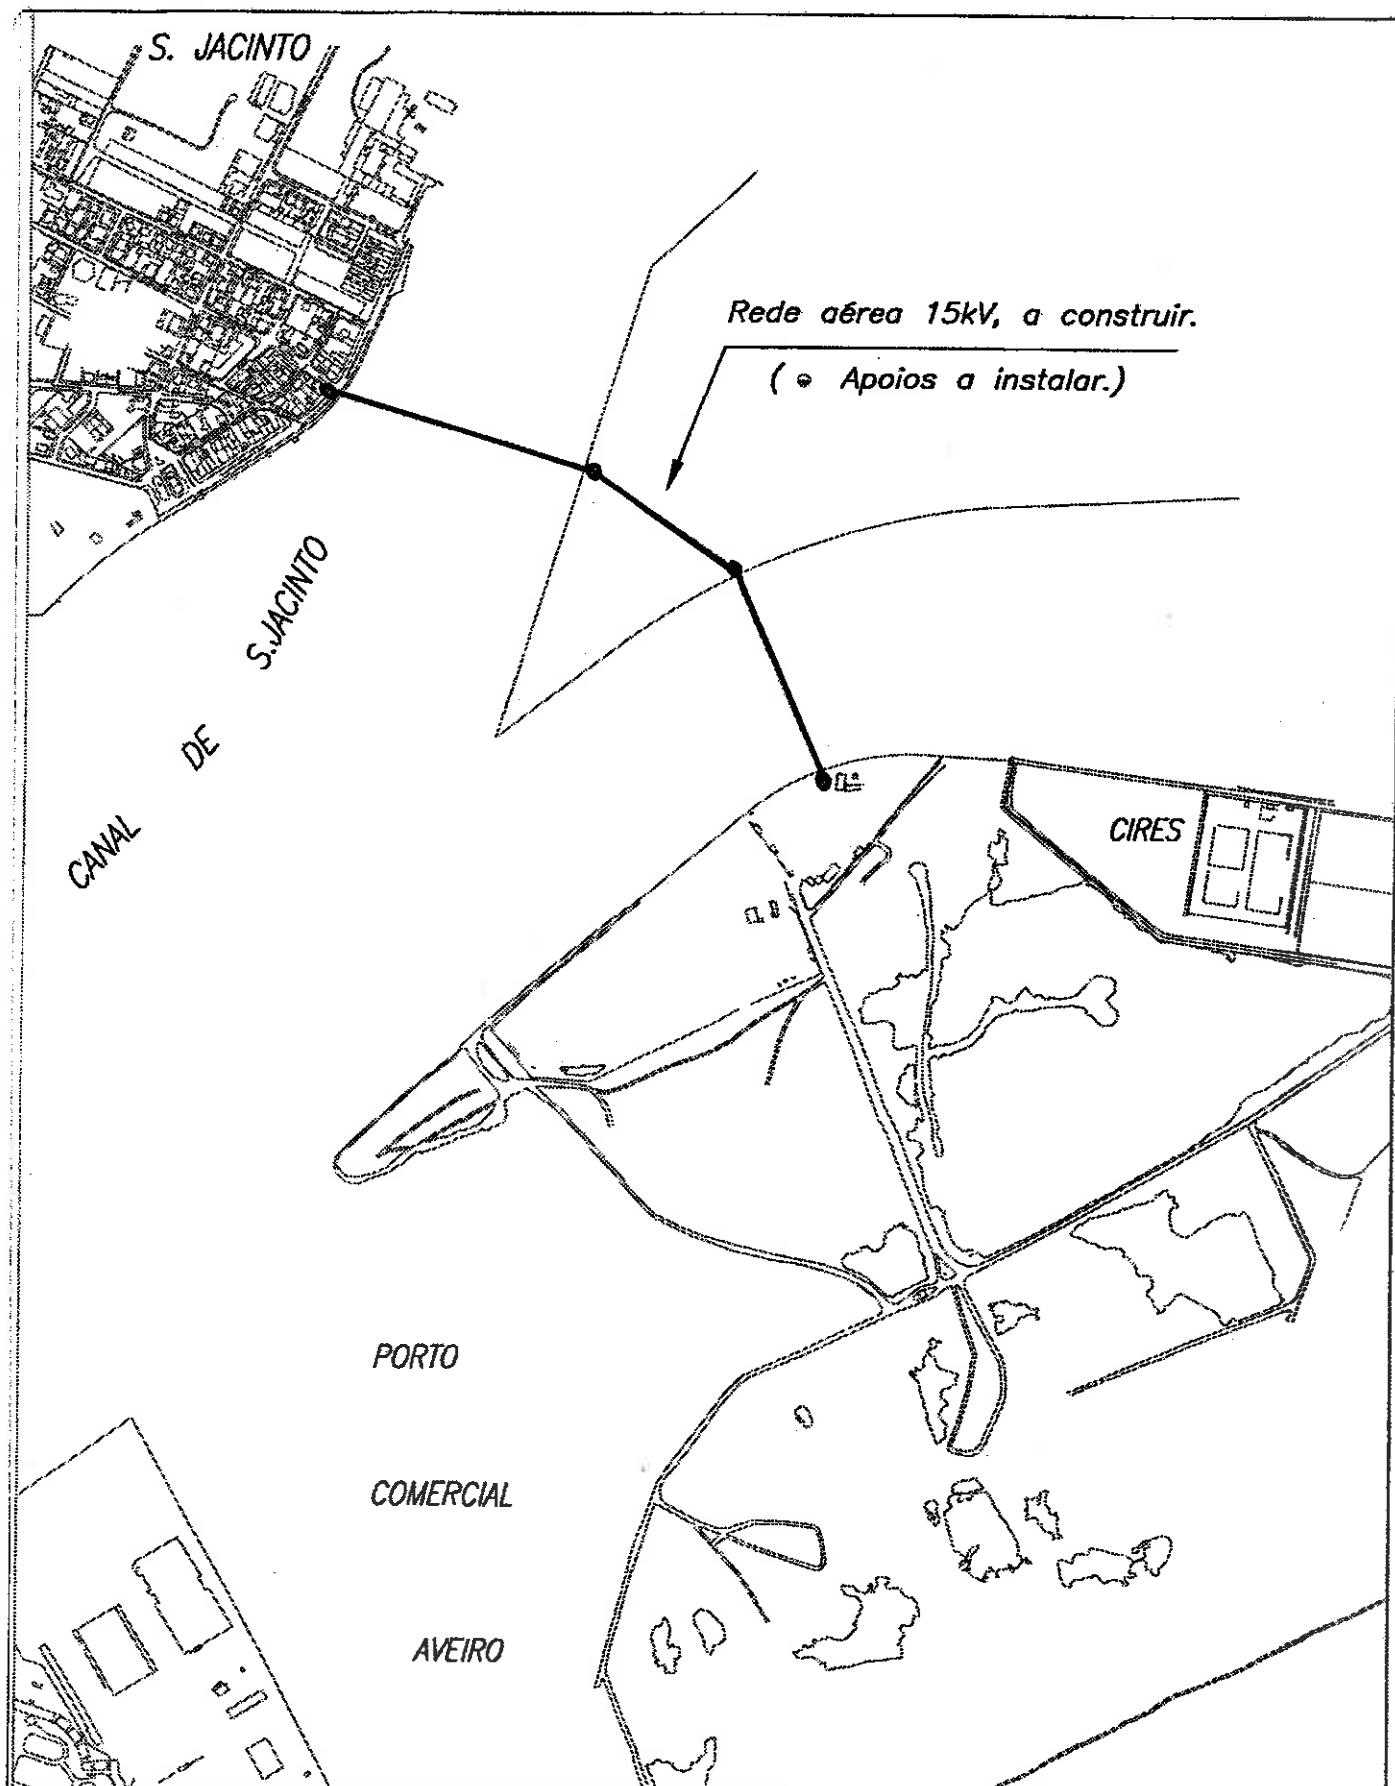 S. JACINTO
Rede aérea 15kV, a construir.
( Apoios a instalar.)
CANAL DE S.JACINTO
CIRES
PORTO
COMERCIAL
AVEIRO